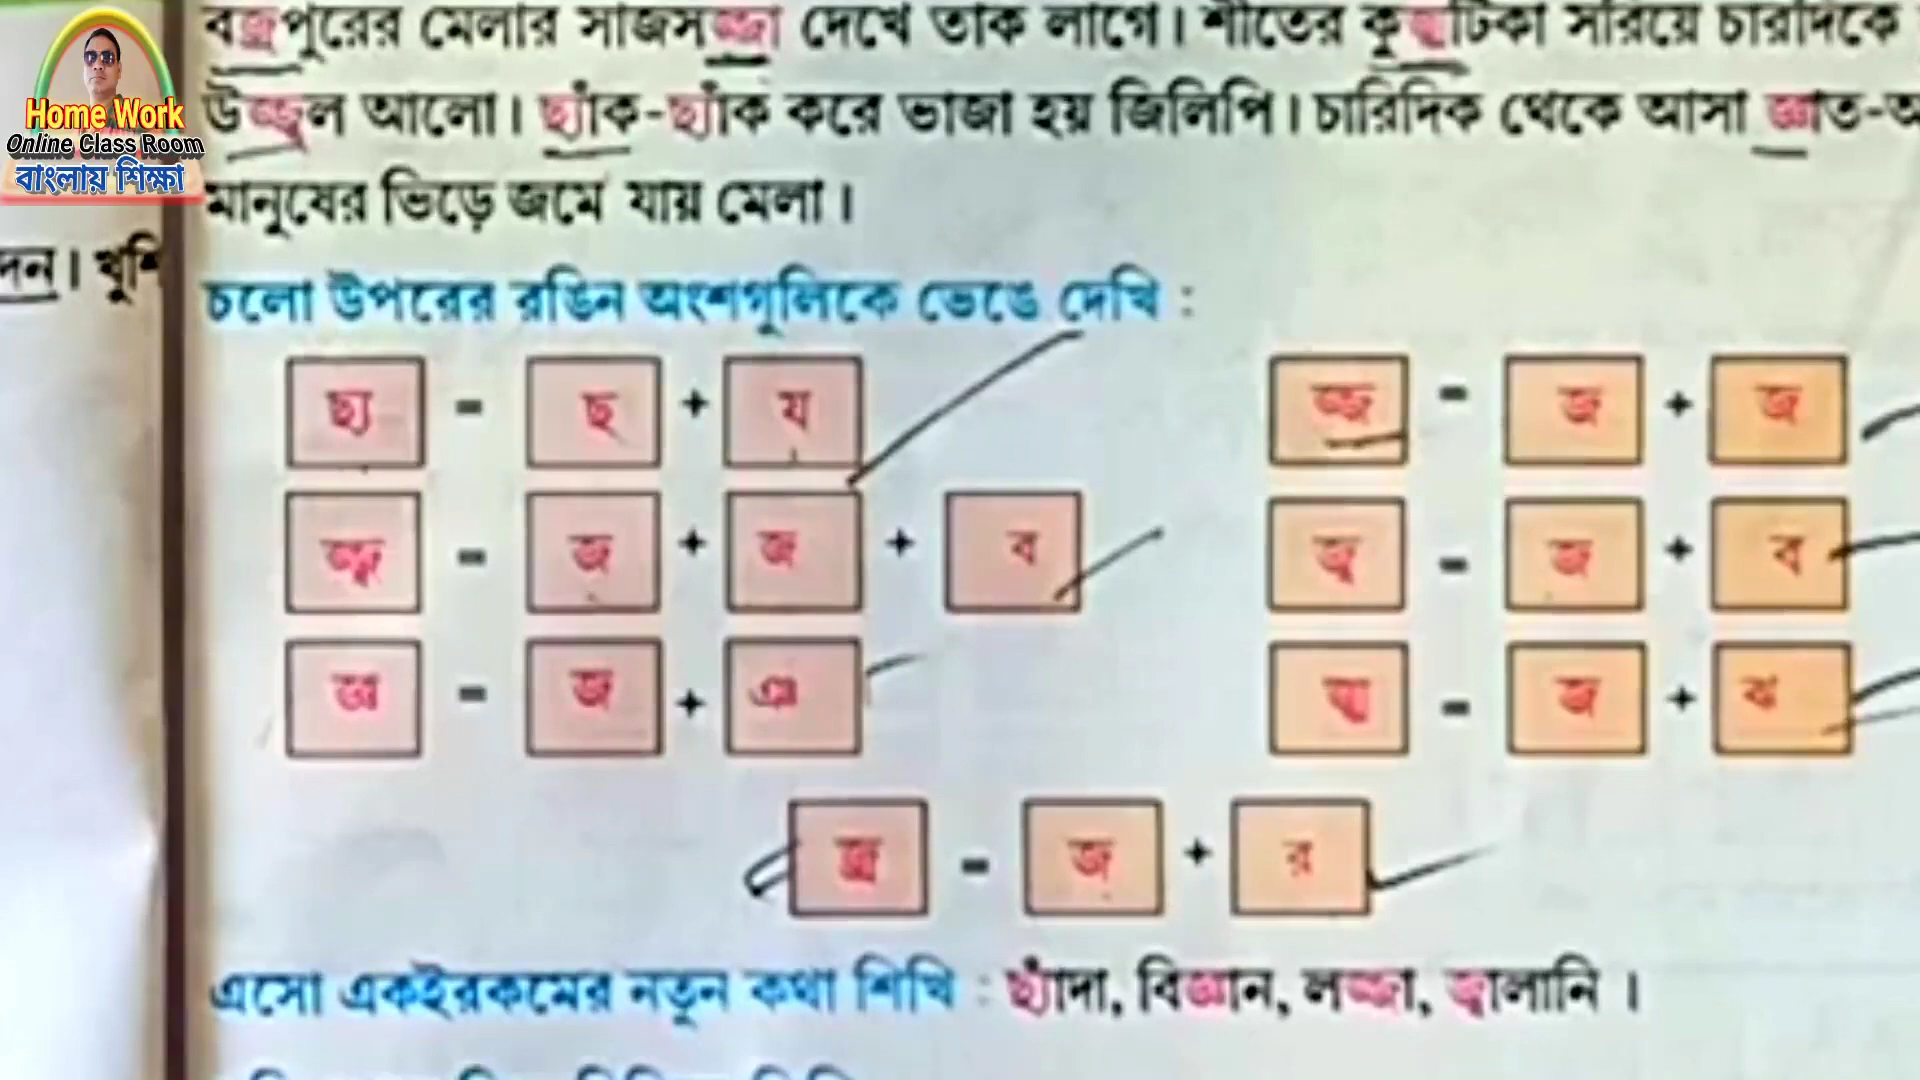 Home Work
Online Class Room
বাংলায় শিক্ষা
বজ্রপুরের মেলার সাজসজ্জা দেখে তাক লাগে। শীতের কুজ্ঝটিকা সরিয়ে চারদিকে
উজ্জ্বল আলো। ছ্যাঁক-ছ্যাঁক করে ভাজা হয় জিলিপি। চারিদিক থেকে আসা জ্ঞাত-অ
মানুষের ভিড়ে জমে যায় মেলা।
দন। খুশি
চলো উপরের রঙিন অংশগুলিকে ভেঙে দেখি :
ছ্য - ছ + য জ্জ - জ + জ
জ্জ্ব - জ + জ + ব জ্ব - জ + ব
জ্ঞ - জ + ঞ জ্ঝ - জ + ঝ
জ্র - জ + র
এসো একইরকমের নতুন কথা শিখি : ছ্যাঁদা, বিজ্ঞান, লজ্জা, জ্বালানি ।